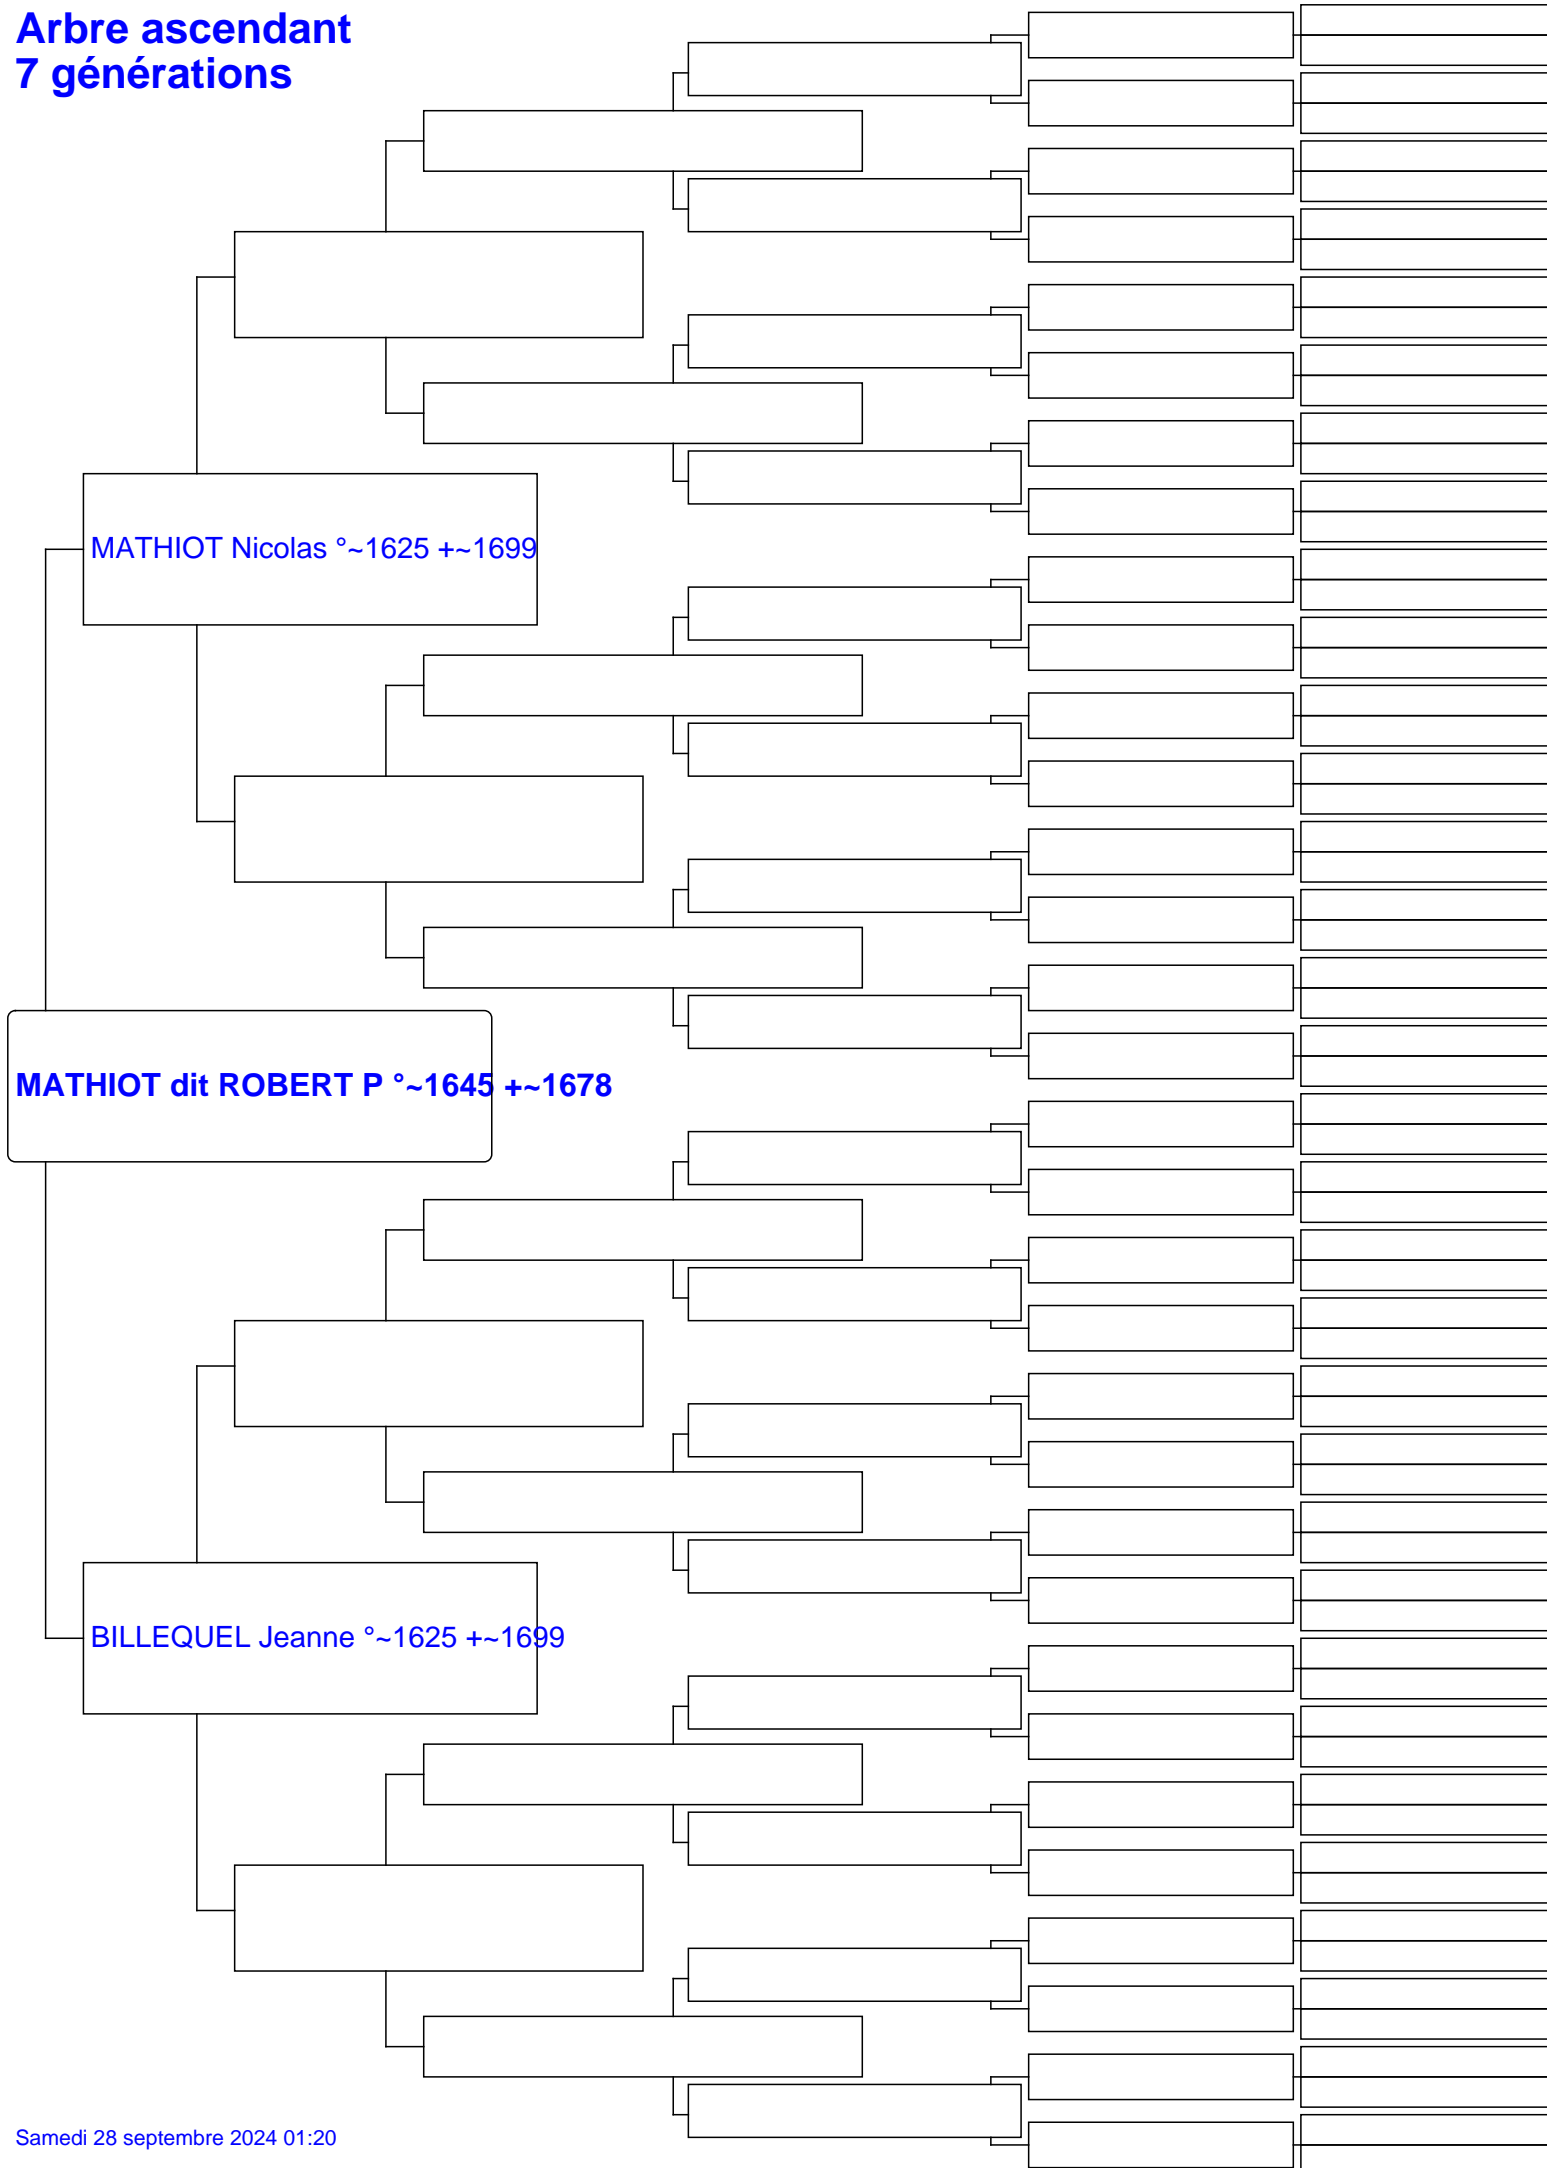 Arbre ascendant
7 générations
MATHIOT Nicolas °~1625 +~1699
MATHIOT dit ROBERT P °~1645 +~1678
BILLEQUEL Jeanne °~1625 +~1699
Samedi 28 septembre 2024 01:20